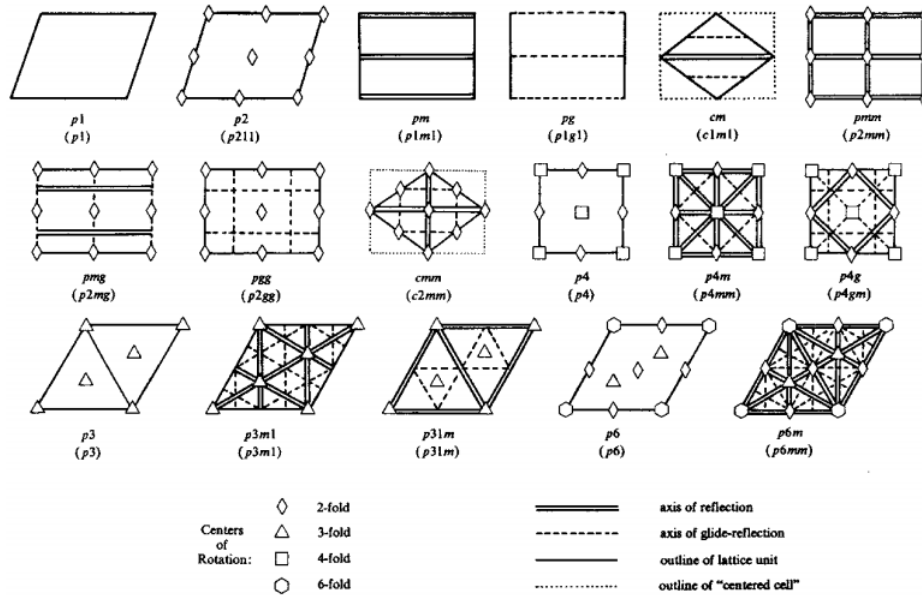 p1 p2 pm pg cm pmm
(p1) (p211) (p1m1) (p1g1) (c1m1) (p2mm)
pmg pgg cmm p4 p4m p4g
(p2mg) (p2gg) (c2mm) (p4) (p4mm) (p4gm)
p3 p3m1 p31m p6 p6m
(p3) (p3m1) (p31m) (p6) (p6mm)
Centers
of
Rotation:
2-fold
3-fold
4-fold
6-fold
axis of reflection
axis of glide-reflection
outline of lattice unit
outline of "centered cell"